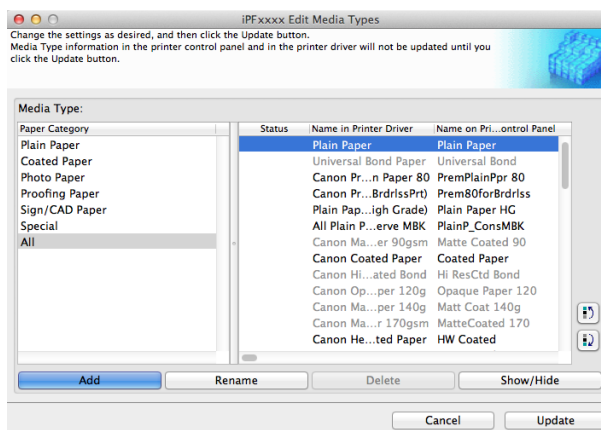 iPFxxxx Edit Media Types
Change the settings as desired, and then click the Update button.
Media Type information in the printer control panel and in the printer driver will not be updated until you
click the Update button.
Media Type:
Paper Category Status Name in Printer Driver Name on Pri...ontrol Panel
Plain Paper Plain Paper Plain Paper
Coated Paper Universal Bond Paper Universal Bond
Photo Paper Canon Pr...n Paper 80 PremPlainPpr 80
Proofing Paper Canon Pr...BrdrlssPrt) Prem80forBrdrlss
Sign/CAD Paper Plain Pap...igh Grade) Plain Paper HG
Special All Plain P...erve MBK PlainP_ConsMBK
All Canon Ma...er 90gsm Matte Coated 90
Canon Coated Paper Coated Paper
Canon Hi...ated Bond Hi ResCtd Bond
Canon Op...per 120g Opaque Paper 120
Canon Ma...per 140g Matt Coat 140g
Canon Ma...r 170gsm MatteCoated 170
Canon He...ted Paper HW Coated
Add Rename Delete Show/Hide
Cancel Update